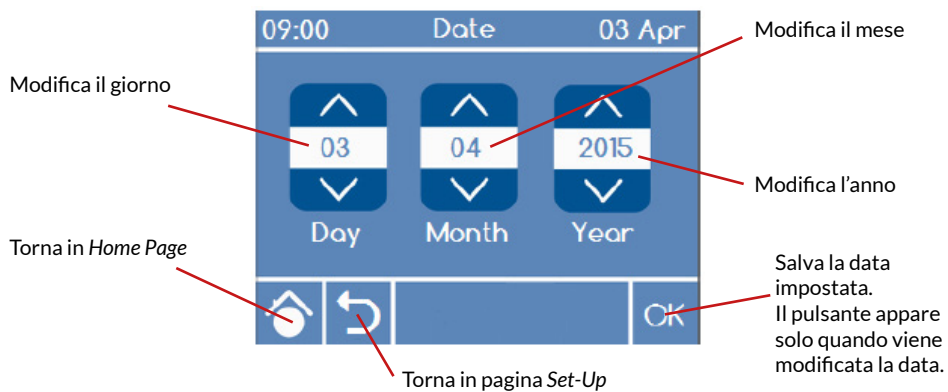 09:00 Date 03 Apr
Modifica il mese
Modifica il giorno
03 04 2015
Modifica l'anno
Day Month Year
Torna in Home Page
Salva la data
impostata.
Il pulsante appare
solo quando viene
modificata la data.
OK
Torna in pagina Set-Up